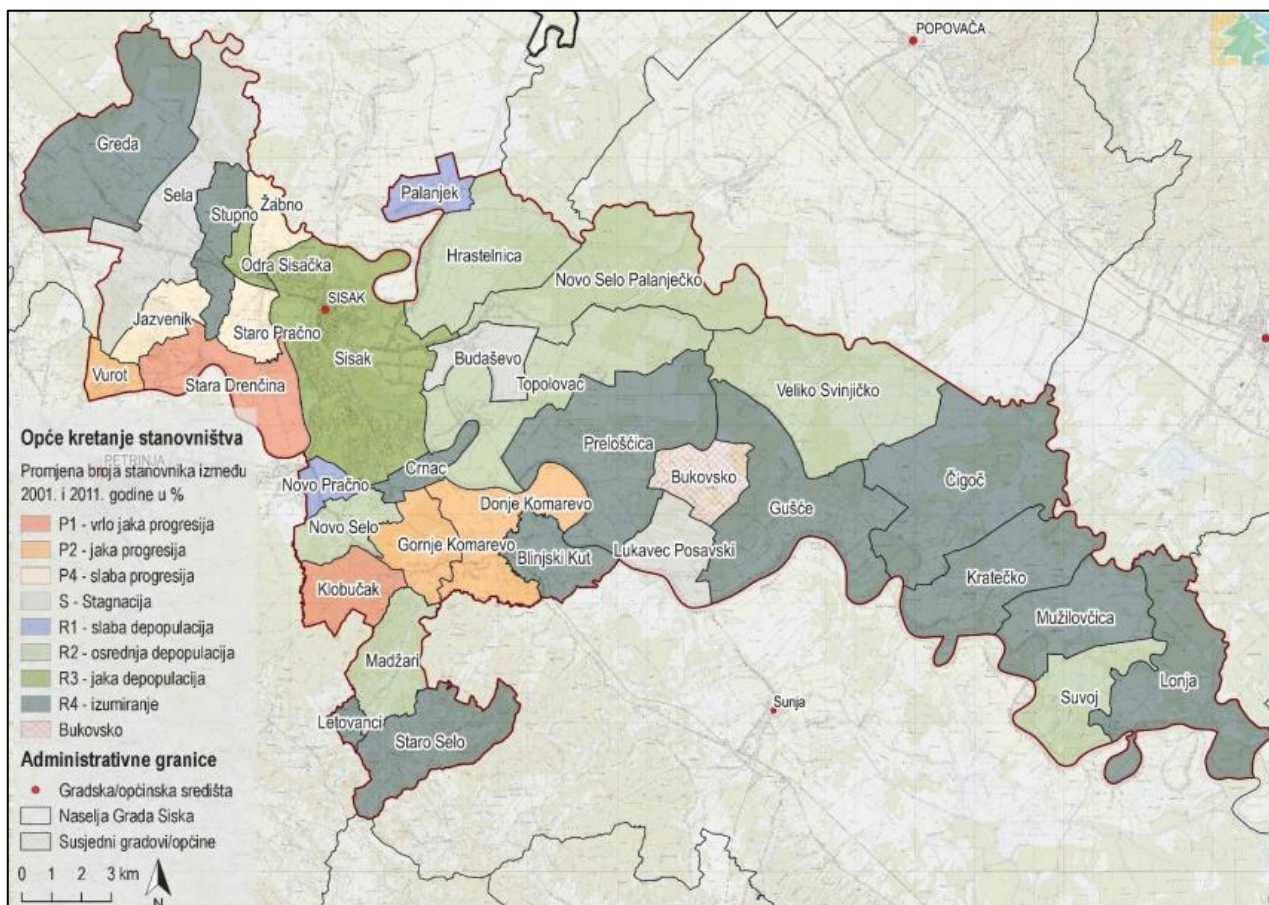 POPOVAČA
Greda
Sela
Stupno
Žabno
Palanjek
Hrastelnica
Odra Sisačka
Novo Selo Palanječko
SISAK
Jazvenik
Staro Pračno
Sisak
Budaševo
Vurot
Stara Drenčina
Topolovac
Veliko Svinjičko
Prelošćica
Crnac
Bukovsko
Čigoč
PETRINJA
Novo Pračno
Donje Komarevo
Gušće
Novo Selo
Gornje Komarevo
Blinjski Kut
Lukavec Posavski
Kratečko
Klobučak
Mužilovčica
Madžari
Lonja
Suvoj
Letovanci
Staro Selo
Sunja
Opće kretanje stanovništva
Promjena broja stanovnika između
2001. i 2011. godine u %
P1 - vrlo jaka progresija
P2 - jaka progresija
P4 - slaba progresija
S - Stagnacija
R1 - slaba depopulacija
R2 - osrednja depopulacija
R3 - jaka depopulacija
R4 - izumiranje
Bukovsko
Administrativne granice
Gradska/općinska središta
Naselja Grada Siska
Susjedni gradovi/općine
0 1 2 3 km
N